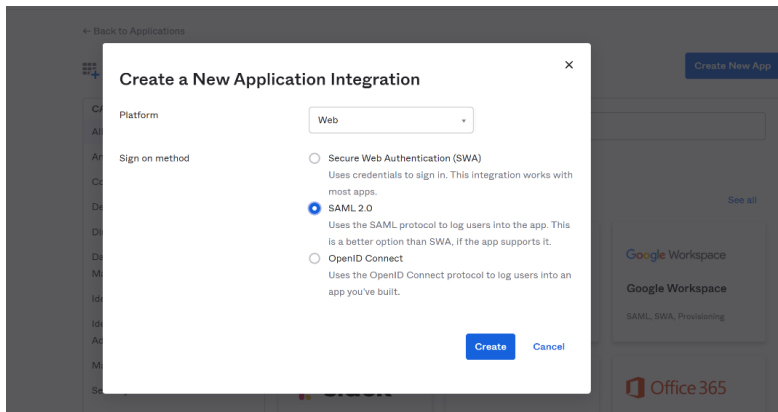 ← Back to Applications
Create New App
Create a New Application Integration
Platform
Web
Sign on method
Secure Web Authentication (SWA)
Uses credentials to sign in. This integration works with
most apps.
SAML 2.0
Uses the SAML protocol to log users into the app. This
is a better option than SWA, if the app supports it.
OpenID Connect
Uses the OpenID Connect protocol to log users into an
app you've built.
Create
Cancel
See all
Google Workspace
Google Workspace
SAML, SWA, Provisioning
Office 365